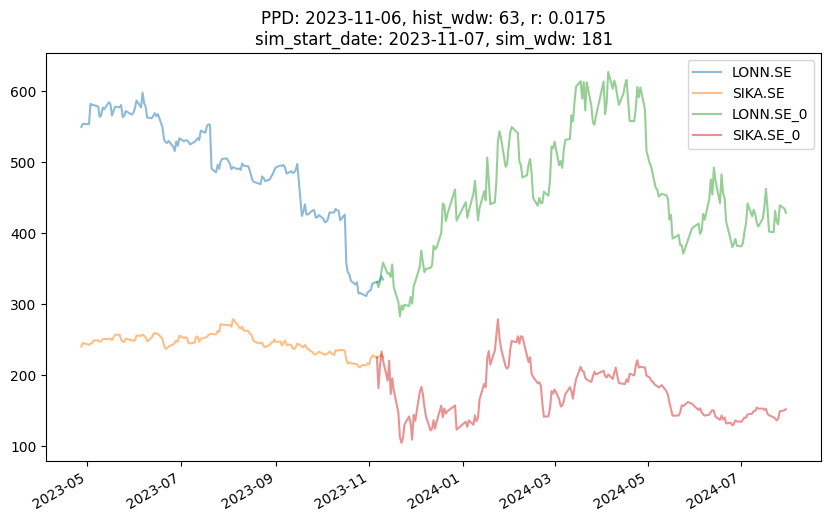 PPD: 2023-11-06, hist_wdw: 63, r: 0.0175
sim_start_date: 2023-11-07, sim_wdw: 181
LONN.SE
SIKA.SE
LONN.SE_0
SIKA.SE_0
600
500
400
300
200
100
2023-05
2023-07
2023-09
2023-11
2024-01
2024-03
2024-05
2024-07